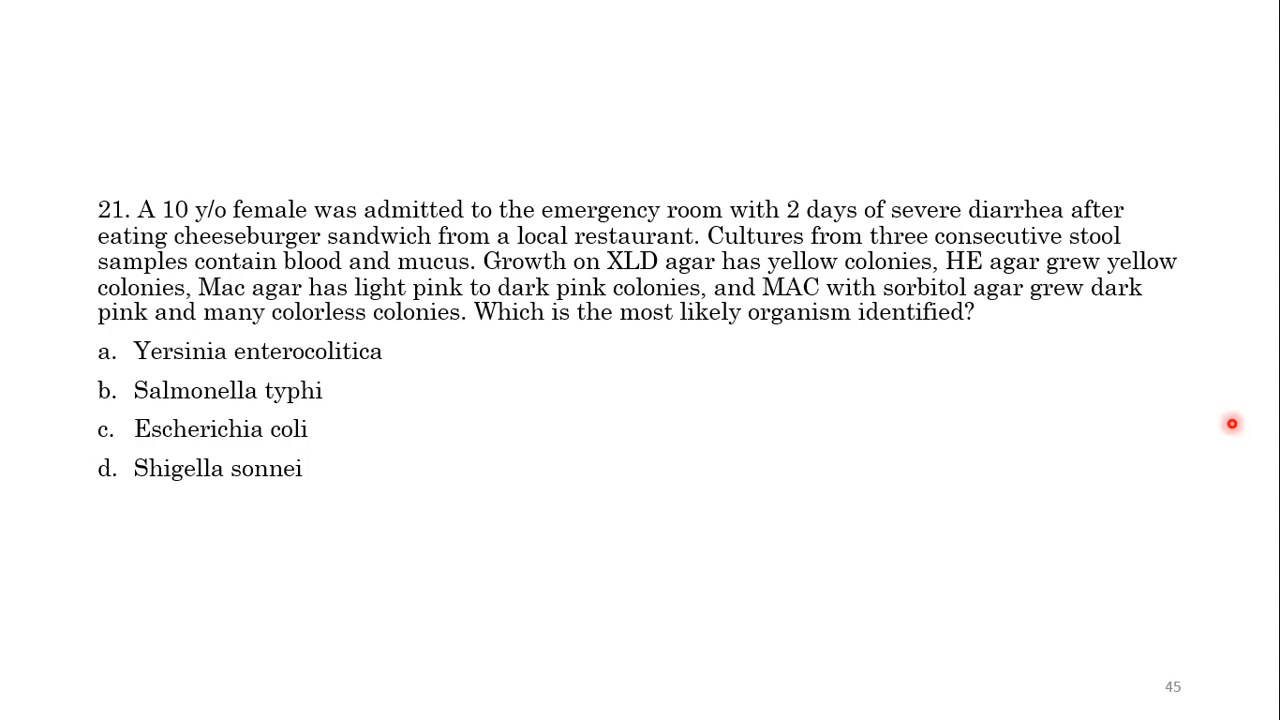 21. A 10 y/o female was admitted to the emergency room with 2 days of severe diarrhea after
eating cheeseburger sandwich from a local restaurant. Cultures from three consecutive stool
samples contain blood and mucus. Growth on XLD agar has yellow colonies, HE agar grew yellow
colonies, Mac agar has light pink to dark pink colonies, and MAC with sorbitol agar grew dark
pink and many colorless colonies. Which is the most likely organism identified?
a. Yersinia enterocolitica
b. Salmonella typhi
c. Escherichia coli
d. Shigella sonnei
45